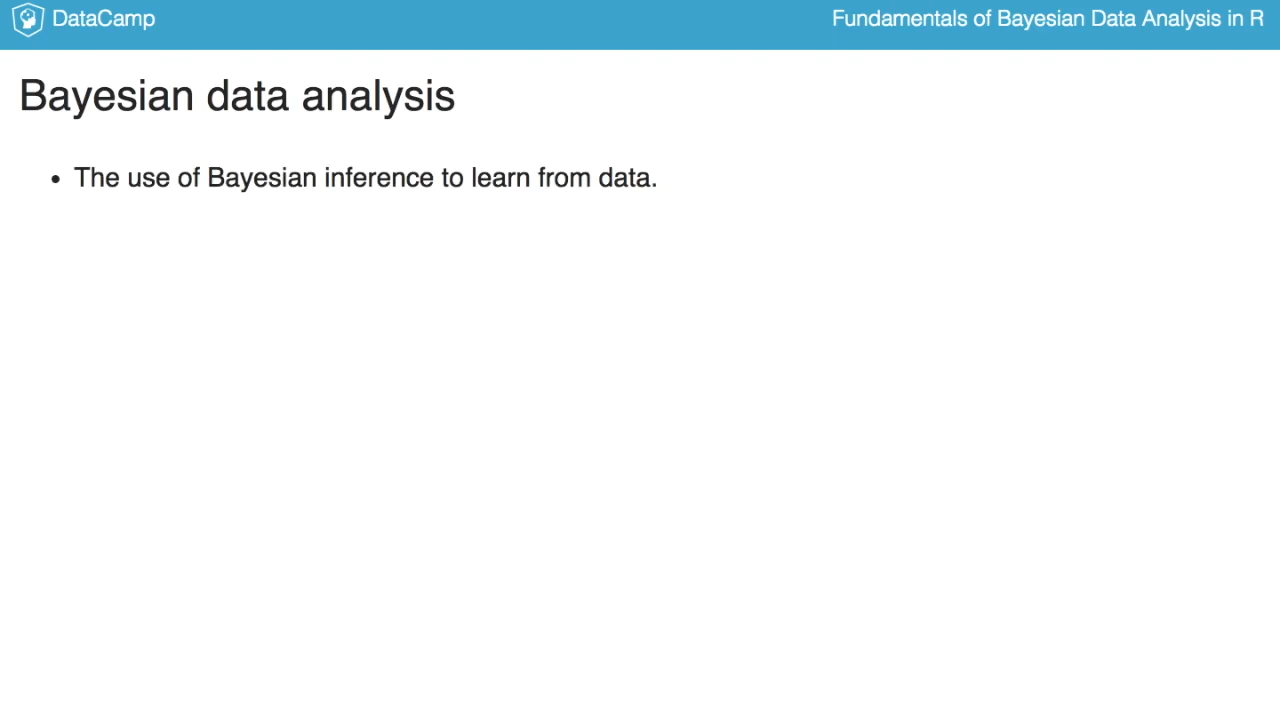 DataCamp
Fundamentals of Bayesian Data Analysis in R
Bayesian data analysis
• The use of Bayesian inference to learn from data.